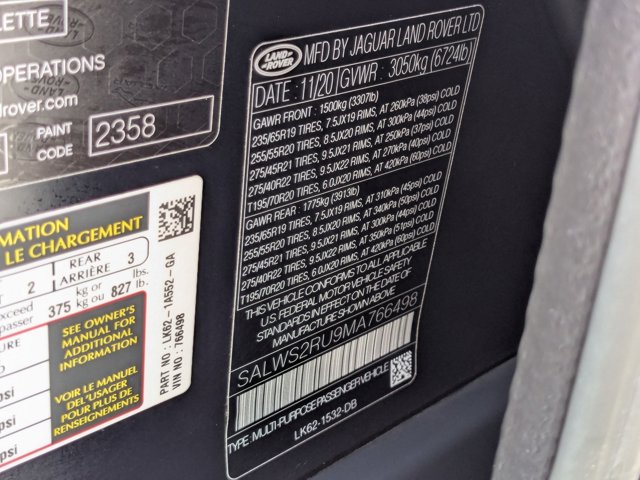 LETTE
OPERATIONS
drover.com
PAINT
CODE
2358
MATION
LE CHARGEMENT
2
REAR
ARRIÈRE
3
exceed
passer
375
kg or
kg ou
827
lbs.
lb.
SEE OWNER'S
MANUAL FOR
ADDITIONAL
INFORMATION
VOIR LE MANUEL
DE L'USAGER
POUR PLUS DE
RENSEIGNEMENTS
psi
psi
psi
PART NO : LK62-1A552-GA
VIN NO : 766498
LAND
ROVER
MFD BY JAGUAR LAND ROVER LTD
DATE : 11/20 GVWR : 3050kg (6724lb)
GAWR FRONT : 1500kg (3307lb)
235/65R19 TIRES, 7.5JX19 RIMS, AT 260kPa (38psi) COLD
255/55R20 TIRES, 8.5JX20 RIMS, AT 300kPa (44psi) COLD
275/45R21 TIRES, 9.5JX21 RIMS, AT 250kPa (37psi) COLD
275/40R22 TIRES, 9.5JX22 RIMS, AT 270kPa (40psi) COLD
T195/70R20 TIRES, 6.0JX20 RIMS, AT 420kPa (60psi) COLD
GAWR REAR : 1775kg (3913lb)
235/65R19 TIRES, 7.5JX19 RIMS, AT 310kPa (45psi) COLD
255/55R20 TIRES, 8.5JX20 RIMS, AT 340kPa (50psi) COLD
275/45R21 TIRES, 9.5JX21 RIMS, AT 300kPa (44psi) COLD
275/40R22 TIRES, 9.5JX22 RIMS, AT 350kPa (51psi) COLD
T195/70R20 TIRES, 6.0JX20 RIMS, AT 420kPa (60psi) COLD
THIS VEHICLE CONFORMS TO ALL APPLICABLE
U.S. FEDERAL MOTOR VEHICLE SAFETY
STANDARDS IN EFFECT ON THE DATE OF
MANUFACTURE SHOWN ABOVE
SALWS2RU9MA766498
TYPE: MULTI-PURPOSE PASSENGER VEHICLE
LK62-1532-DB